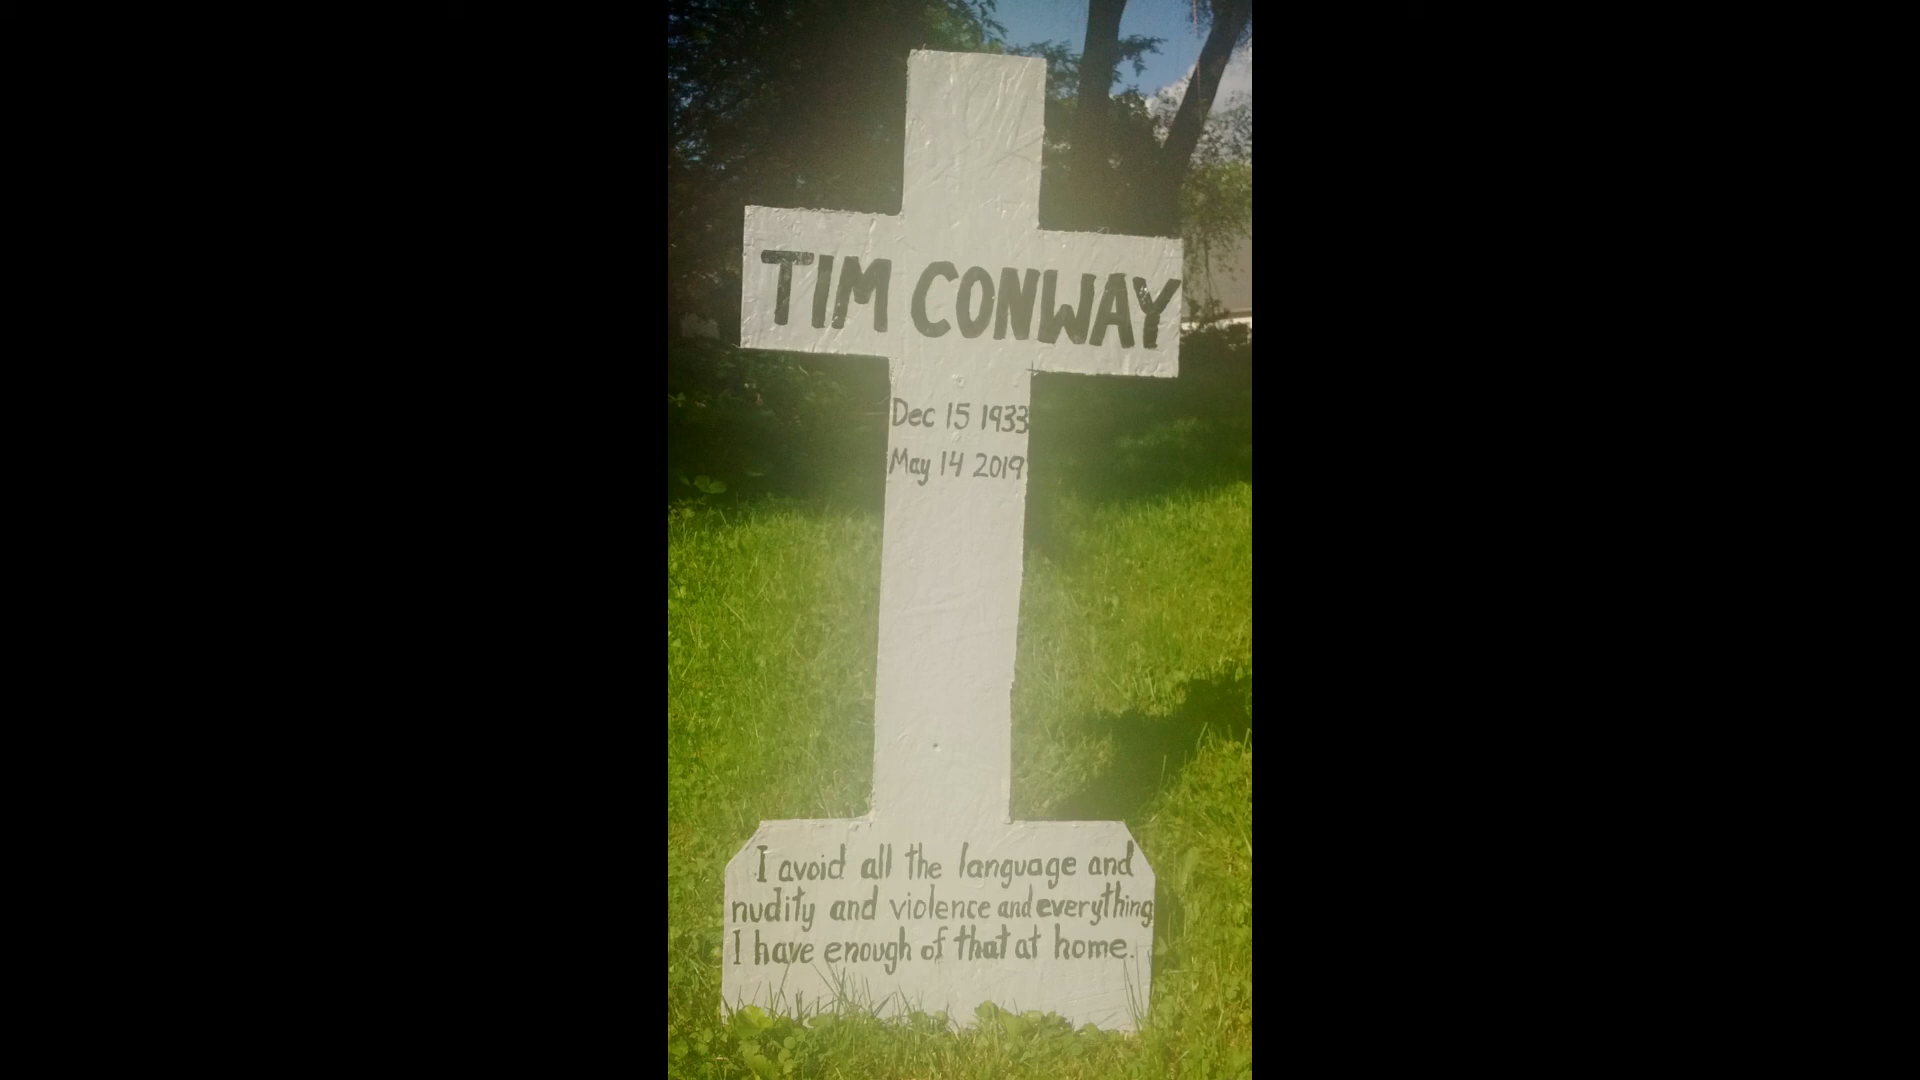 TIM CONWAY
Dec 15 1933
May 14 2019
I avoid all the language and
nudity and violence and everything
I have enough of that at home.